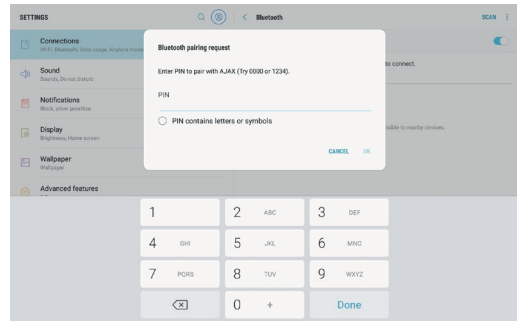 SETTINGS
Bluetooth
SCAN
Connections
Wi-Fi, Bluetooth, Data usage, Airplane mode
Sound
Sounds, Do not disturb
Notifications
Block, allow, prioritize
Display
Brightness, Home screen
Wallpaper
Wallpaper
Advanced features
to connect.
visible to nearby devices.
Bluetooth pairing request
Enter PIN to pair with AJAX (Try 0000 or 1234).
PIN
PIN contains letters or symbols
CANCEL OK
1 2 ABC 3 DEF
4 GHI 5 JKL 6 MNO
7 PQRS 8 TUV 9 WXYZ
0 + Done